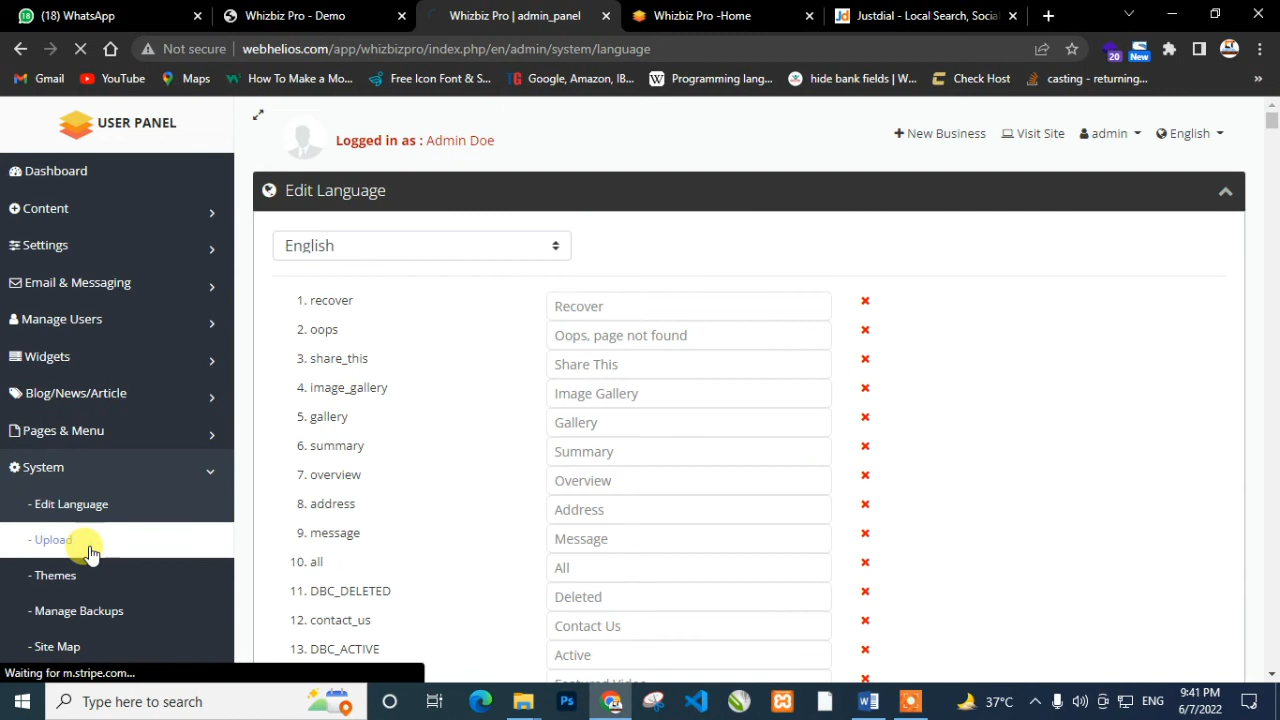 (18) WhatsApp
Whizbiz Pro - Demo
Whizbiz Pro | admin_panel
Whizbiz Pro -Home
Jd
Justdial - Local Search, Social
Not secure
webhelios.com/app/whizbizpro/index.php/en/admin/system/language
20
New
Gmail
YouTube
Maps
How To Make a Mo...
Free Icon Font & S...
Google, Amazon, IB...
Programming lang...
hide bank fields | W...
Check Host
casting - returning...
USER PANEL
Logged in as : Admin Doe
New Business
Visit Site
admin
English
Dashboard
Content
Settings
Email & Messaging
Manage Users
Widgets
Blog/News/Article
Pages & Menu
System
- Edit Language
- Upload
- Themes
- Manage Backups
- Site Map
Edit Language
English
1. recover Recover
2. oops Oops, page not found
3. share_this Share This
4. image_gallery Image Gallery
5. gallery Gallery
6. summary Summary
7. overview Overview
8. address Address
9. message Message
10. all All
11. DBC_DELETED Deleted
12. contact_us Contact Us
13. DBC_ACTIVE Active
Featured Video
Waiting for m.stripe.com...
Type here to search
Ps
37°C
ENG
9:41 PM
6/7/2022